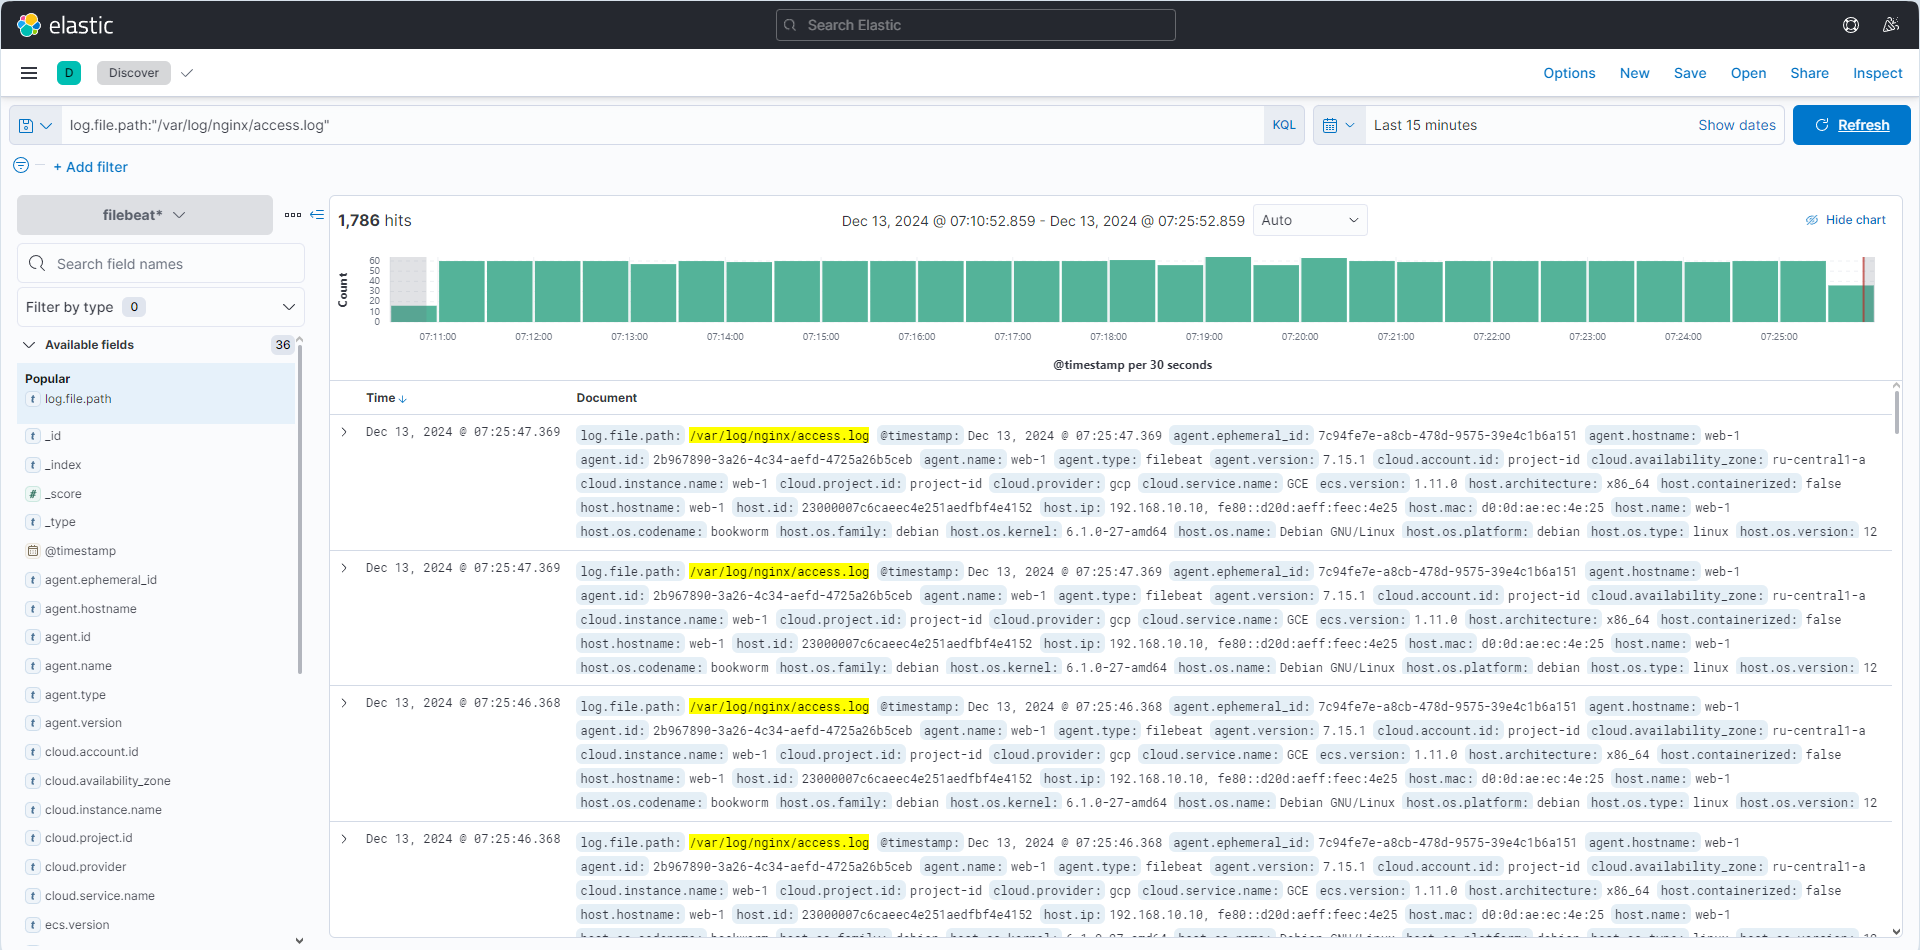 elastic
Search Elastic
D
Discover
Options
New
Save
Open
Share
Inspect
log.file.path:"/var/log/nginx/access.log"
KQL
Last 15 minutes
Show dates
Refresh
+ Add filter
filebeat*
Search field names
Filter by type 0
Available fields 36
Popular
t log.file.path
t _id
t _index
# _score
t _type
@timestamp
t agent.ephemeral_id
t agent.hostname
t agent.id
t agent.name
t agent.type
t agent.version
t cloud.account.id
t cloud.availability_zone
t cloud.instance.name
t cloud.project.id
t cloud.provider
t cloud.service.name
t ecs.version
1,786 hits
Dec 13, 2024 @ 07:10:52.859 - Dec 13, 2024 @ 07:25:52.859
Auto
Hide chart
Count
60
50
40
30
20
10
0
07:11:00
07:12:00
07:13:00
07:14:00
07:15:00
07:16:00
07:17:00
07:18:00
07:19:00
07:20:00
07:21:00
07:22:00
07:23:00
07:24:00
07:25:00
@timestamp per 30 seconds
Time
Document
Dec 13, 2024 @ 07:25:47.369
log.file.path: /var/log/nginx/access.log @timestamp: Dec 13, 2024 @ 07:25:47.369 agent.ephemeral_id: 7c94fe7e-a8cb-478d-9575-39e4c1b6a151 agent.hostname: web-1
agent.id: 2b967890-3a26-4c34-aefd-4725a26b5ceb agent.name: web-1 agent.type: filebeat agent.version: 7.15.1 cloud.account.id: project-id cloud.availability_zone: ru-central1-a
cloud.instance.name: web-1 cloud.project.id: project-id cloud.provider: gcp cloud.service.name: GCE ecs.version: 1.11.0 host.architecture: x86_64 host.containerized: false
host.hostname: web-1 host.id: 23000007c6caeec4e251aedfbf4e4152 host.ip: 192.168.10.10, fe80::d20d:aeff:feec:4e25 host.mac: d0:0d:ae:ec:4e:25 host.name: web-1
host.os.codename: bookworm host.os.family: debian host.os.kernel: 6.1.0-27-amd64 host.os.name: Debian GNU/Linux host.os.platform: debian host.os.type: linux host.os.version: 12
Dec 13, 2024 @ 07:25:47.369
log.file.path: /var/log/nginx/access.log @timestamp: Dec 13, 2024 @ 07:25:47.369 agent.ephemeral_id: 7c94fe7e-a8cb-478d-9575-39e4c1b6a151 agent.hostname: web-1
agent.id: 2b967890-3a26-4c34-aefd-4725a26b5ceb agent.name: web-1 agent.type: filebeat agent.version: 7.15.1 cloud.account.id: project-id cloud.availability_zone: ru-central1-a
cloud.instance.name: web-1 cloud.project.id: project-id cloud.provider: gcp cloud.service.name: GCE ecs.version: 1.11.0 host.architecture: x86_64 host.containerized: false
host.hostname: web-1 host.id: 23000007c6caeec4e251aedfbf4e4152 host.ip: 192.168.10.10, fe80::d20d:aeff:feec:4e25 host.mac: d0:0d:ae:ec:4e:25 host.name: web-1
host.os.codename: bookworm host.os.family: debian host.os.kernel: 6.1.0-27-amd64 host.os.name: Debian GNU/Linux host.os.platform: debian host.os.type: linux host.os.version: 12
Dec 13, 2024 @ 07:25:46.368
log.file.path: /var/log/nginx/access.log @timestamp: Dec 13, 2024 @ 07:25:46.368 agent.ephemeral_id: 7c94fe7e-a8cb-478d-9575-39e4c1b6a151 agent.hostname: web-1
agent.id: 2b967890-3a26-4c34-aefd-4725a26b5ceb agent.name: web-1 agent.type: filebeat agent.version: 7.15.1 cloud.account.id: project-id cloud.availability_zone: ru-central1-a
cloud.instance.name: web-1 cloud.project.id: project-id cloud.provider: gcp cloud.service.name: GCE ecs.version: 1.11.0 host.architecture: x86_64 host.containerized: false
host.hostname: web-1 host.id: 23000007c6caeec4e251aedfbf4e4152 host.ip: 192.168.10.10, fe80::d20d:aeff:feec:4e25 host.mac: d0:0d:ae:ec:4e:25 host.name: web-1
host.os.codename: bookworm host.os.family: debian host.os.kernel: 6.1.0-27-amd64 host.os.name: Debian GNU/Linux host.os.platform: debian host.os.type: linux host.os.version: 12
Dec 13, 2024 @ 07:25:46.368
log.file.path: /var/log/nginx/access.log @timestamp: Dec 13, 2024 @ 07:25:46.368 agent.ephemeral_id: 7c94fe7e-a8cb-478d-9575-39e4c1b6a151 agent.hostname: web-1
agent.id: 2b967890-3a26-4c34-aefd-4725a26b5ceb agent.name: web-1 agent.type: filebeat agent.version: 7.15.1 cloud.account.id: project-id cloud.availability_zone: ru-central1-a
cloud.instance.name: web-1 cloud.project.id: project-id cloud.provider: gcp cloud.service.name: GCE ecs.version: 1.11.0 host.architecture: x86_64 host.containerized: false
host.hostname: web-1 host.id: 23000007c6caeec4e251aedfbf4e4152 host.ip: 192.168.10.10, fe80::d20d:aeff:feec:4e25 host.mac: d0:0d:ae:ec:4e:25 host.name: web-1